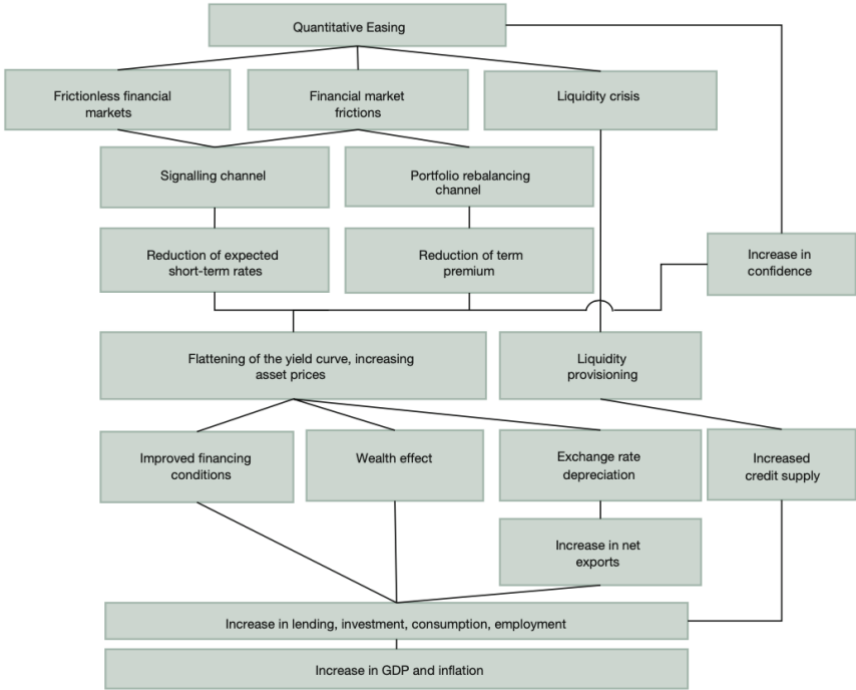 Quantitative Easing
Frictionless financial
markets
Financial market
frictions
Liquidity crisis
Signalling channel
Portfolio rebalancing
channel
Reduction of expected
short-term rates
Reduction of term
premium
Increase in
confidence
Flattening of the yield curve, increasing
asset prices
Liquidity
provisioning
Improved financing
conditions
Wealth effect
Exchange rate
depreciation
Increased
credit supply
Increase in net
exports
Increase in lending, investment, consumption, employment
Increase in GDP and inflation